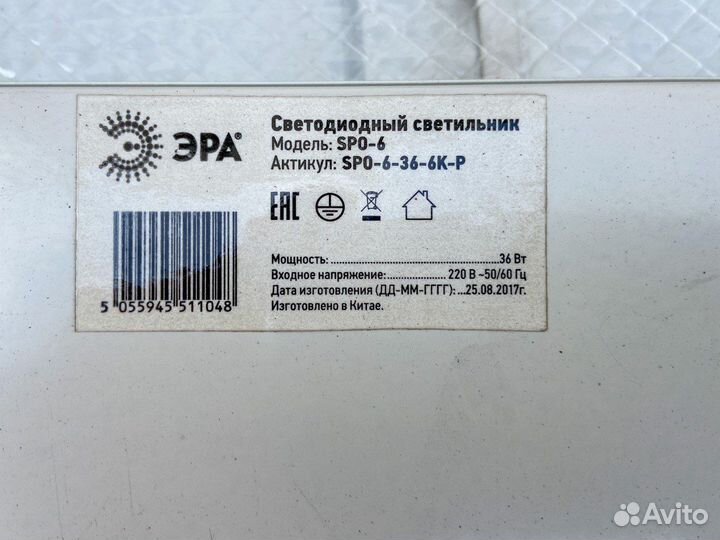 ЭРА®
Светодиодный светильник
Модель: SPO-6
Артикул: SPO-6-36-6K-P
EAC
Мощность:................................................36 Вт
Входное напряжение:................220 В ~50/60 Гц
Дата изготовления (ДД-ММ-ГГГГ):...25.08.2017г.
Изготовлено в Китае.
5 055945 511048
Avito